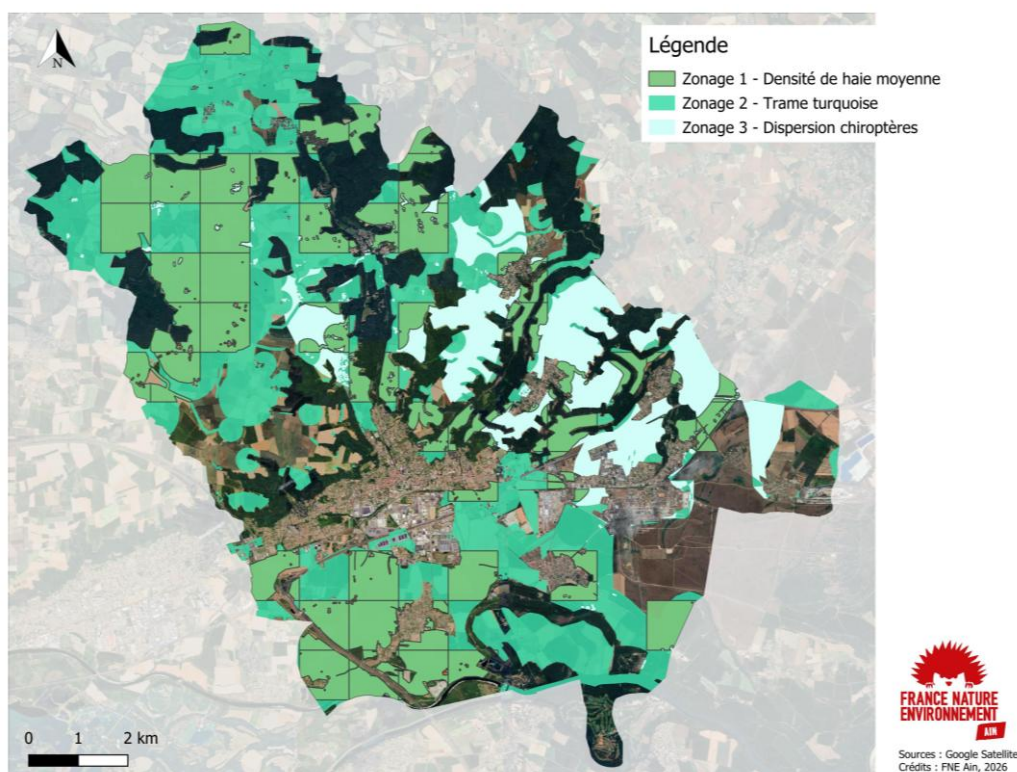 N
Légende
Zonage 1 - Densité de haie moyenne
Zonage 2 - Trame turquoise
Zonage 3 - Dispersion chiroptères
0 1 2 km
FRANCE NATURE
ENVIRONNEMENT
AIN
Sources : Google Satellite
Crédits : FNE Ain, 2026